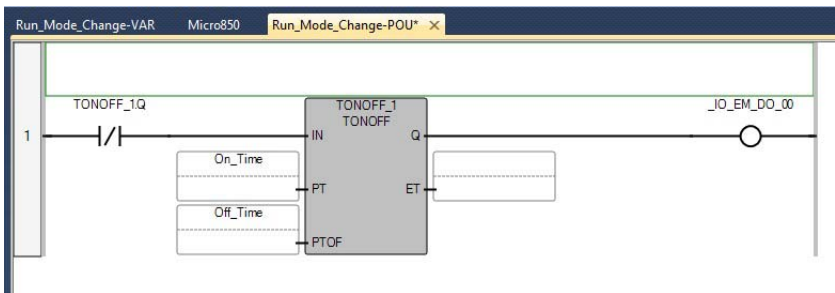 Run_Mode_Change-VAR Micro850 Run_Mode_Change-POU* ×
TONOFF_1.Q TONOFF_1 _IO_EM_DO_00
TONOFF
1 IN Q
On_Time
PT ET
Off_Time
PTOF